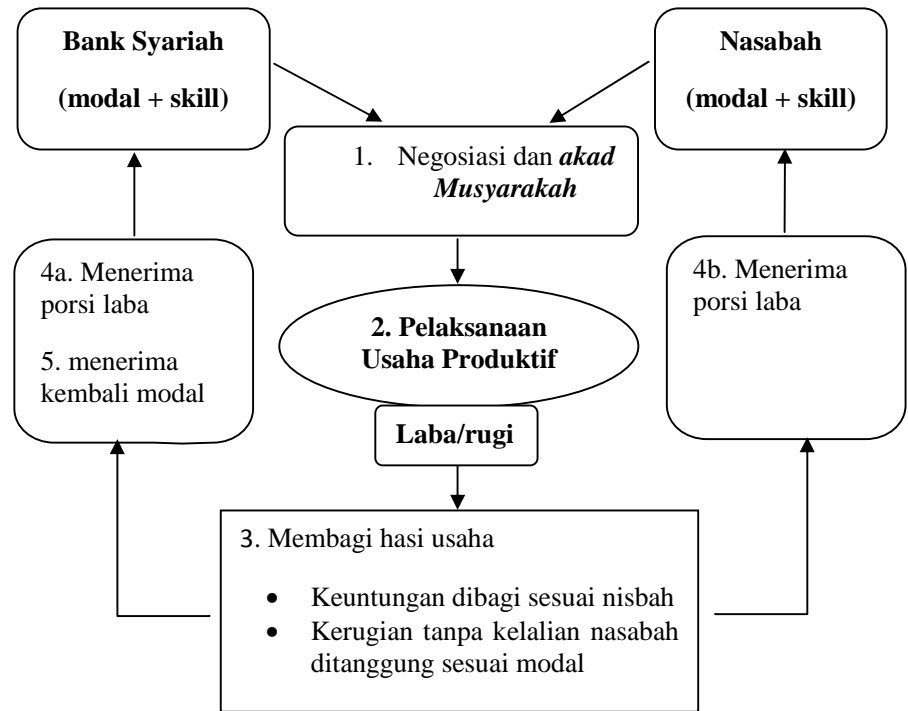 Bank Syariah
(modal + skill)
Nasabah
(modal + skill)
1. Negosiasi dan akad
Musyarakah
4a. Menerima
porsi laba
5. menerima
kembali modal
2. Pelaksanaan
Usaha Produktif
4b. Menerima
porsi laba
Laba/rugi
3. Membagi hasi usaha
• Keuntungan dibagi sesuai nisbah
• Kerugian tanpa kelalian nasabah
ditanggung sesuai modal